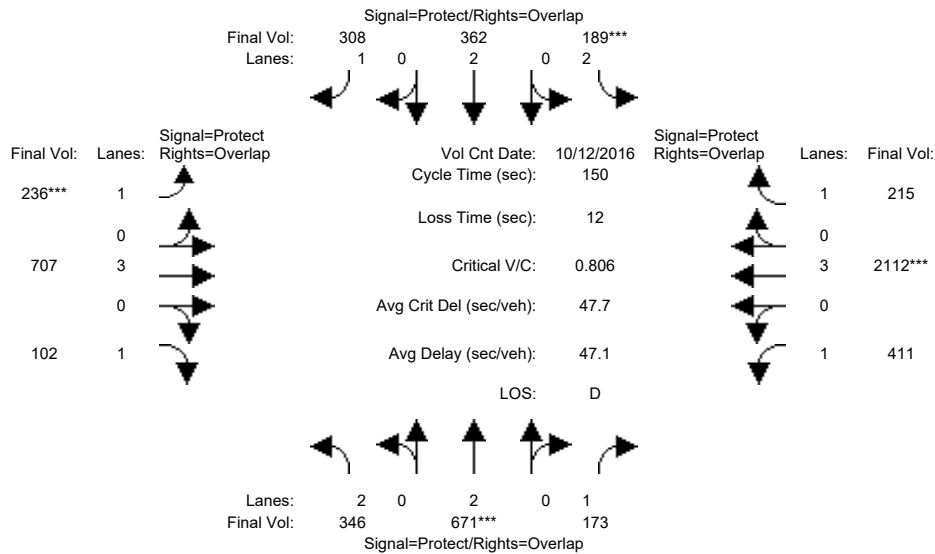 Signal=Protect/Rights=Overlap
Final Vol: 308 362 189***
Lanes: 1 0 2 0 2
Signal=Protect
Final Vol: Lanes: Rights=Overlap
Vol Cnt Date: 10/12/2016
Signal=Protect
Rights=Overlap Lanes: Final Vol:
Cycle Time (sec): 150
236*** 1
1 215
Loss Time (sec): 12
0
0
707 3
Critical V/C: 0.806
3 2112***
0
Avg Crit Del (sec/veh): 47.7
0
102 1
Avg Delay (sec/veh): 47.1
1 411
LOS: D
Lanes: 2 0 2 0 1
Final Vol: 346 671*** 173
Signal=Protect/Rights=Overlap